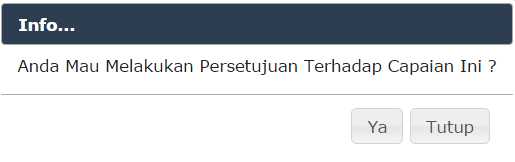 Info...
Anda Mau Melakukan Persetujuan Terhadap Capaian Ini ?
Ya Tutup